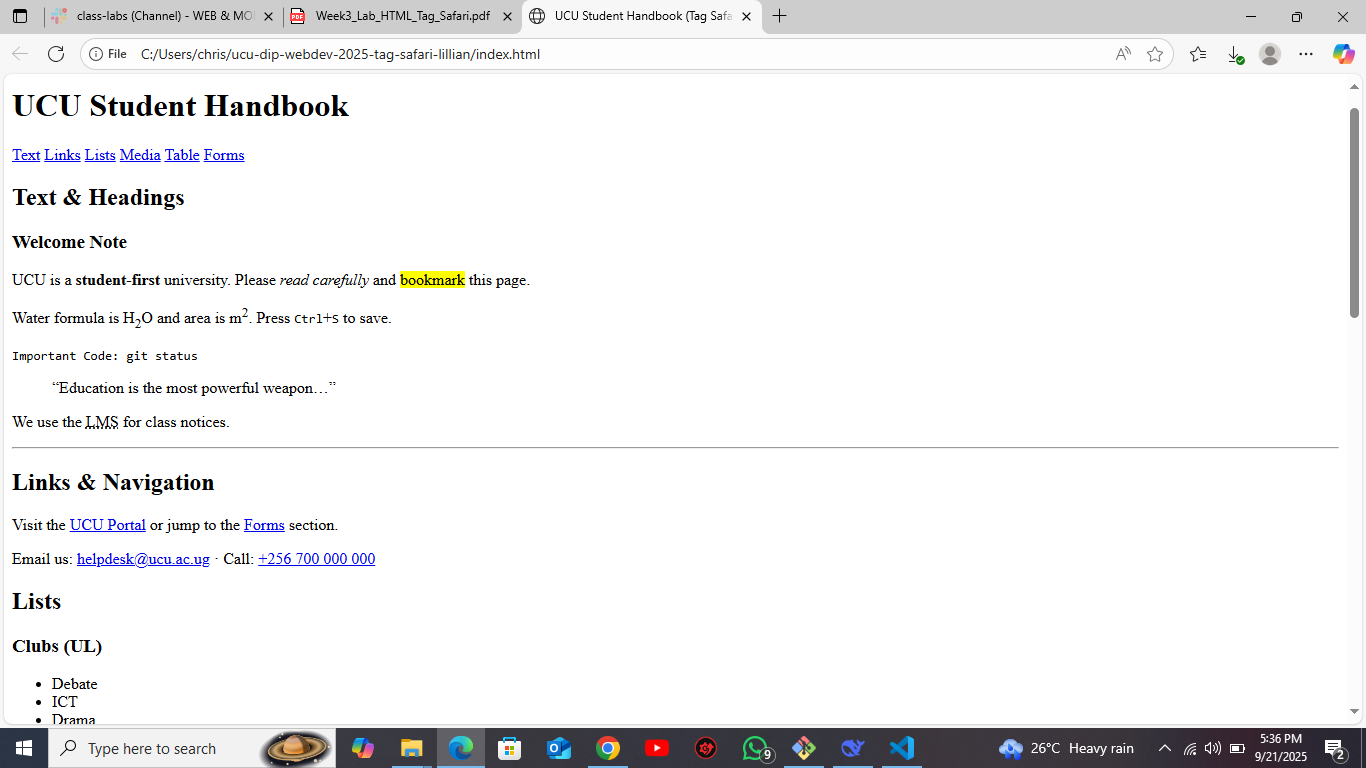 class-labs (Channel) - WEB & MO
Week3_Lab_HTML_Tag_Safari.pdf
UCU Student Handbook (Tag Safa
File
C:/Users/chris/ucu-dip-webdev-2025-tag-safari-lillian/index.html
UCU Student Handbook
Text Links Lists Media Table Forms
Text & Headings
Welcome Note
UCU is a student-first university. Please read carefully and bookmark this page.
Water formula is H₂O and area is m². Press Ctrl+S to save.
Important Code: git status
“Education is the most powerful weapon…”
We use the LMS for class notices.
Links & Navigation
Visit the UCU Portal or jump to the Forms section.
Email us: helpdesk@ucu.ac.ug · Call: +256 700 000 000
Lists
Clubs (UL)
• Debate
• ICT
• Drama
Type here to search
9
26°C Heavy rain
5:36 PM
9/21/2025
2